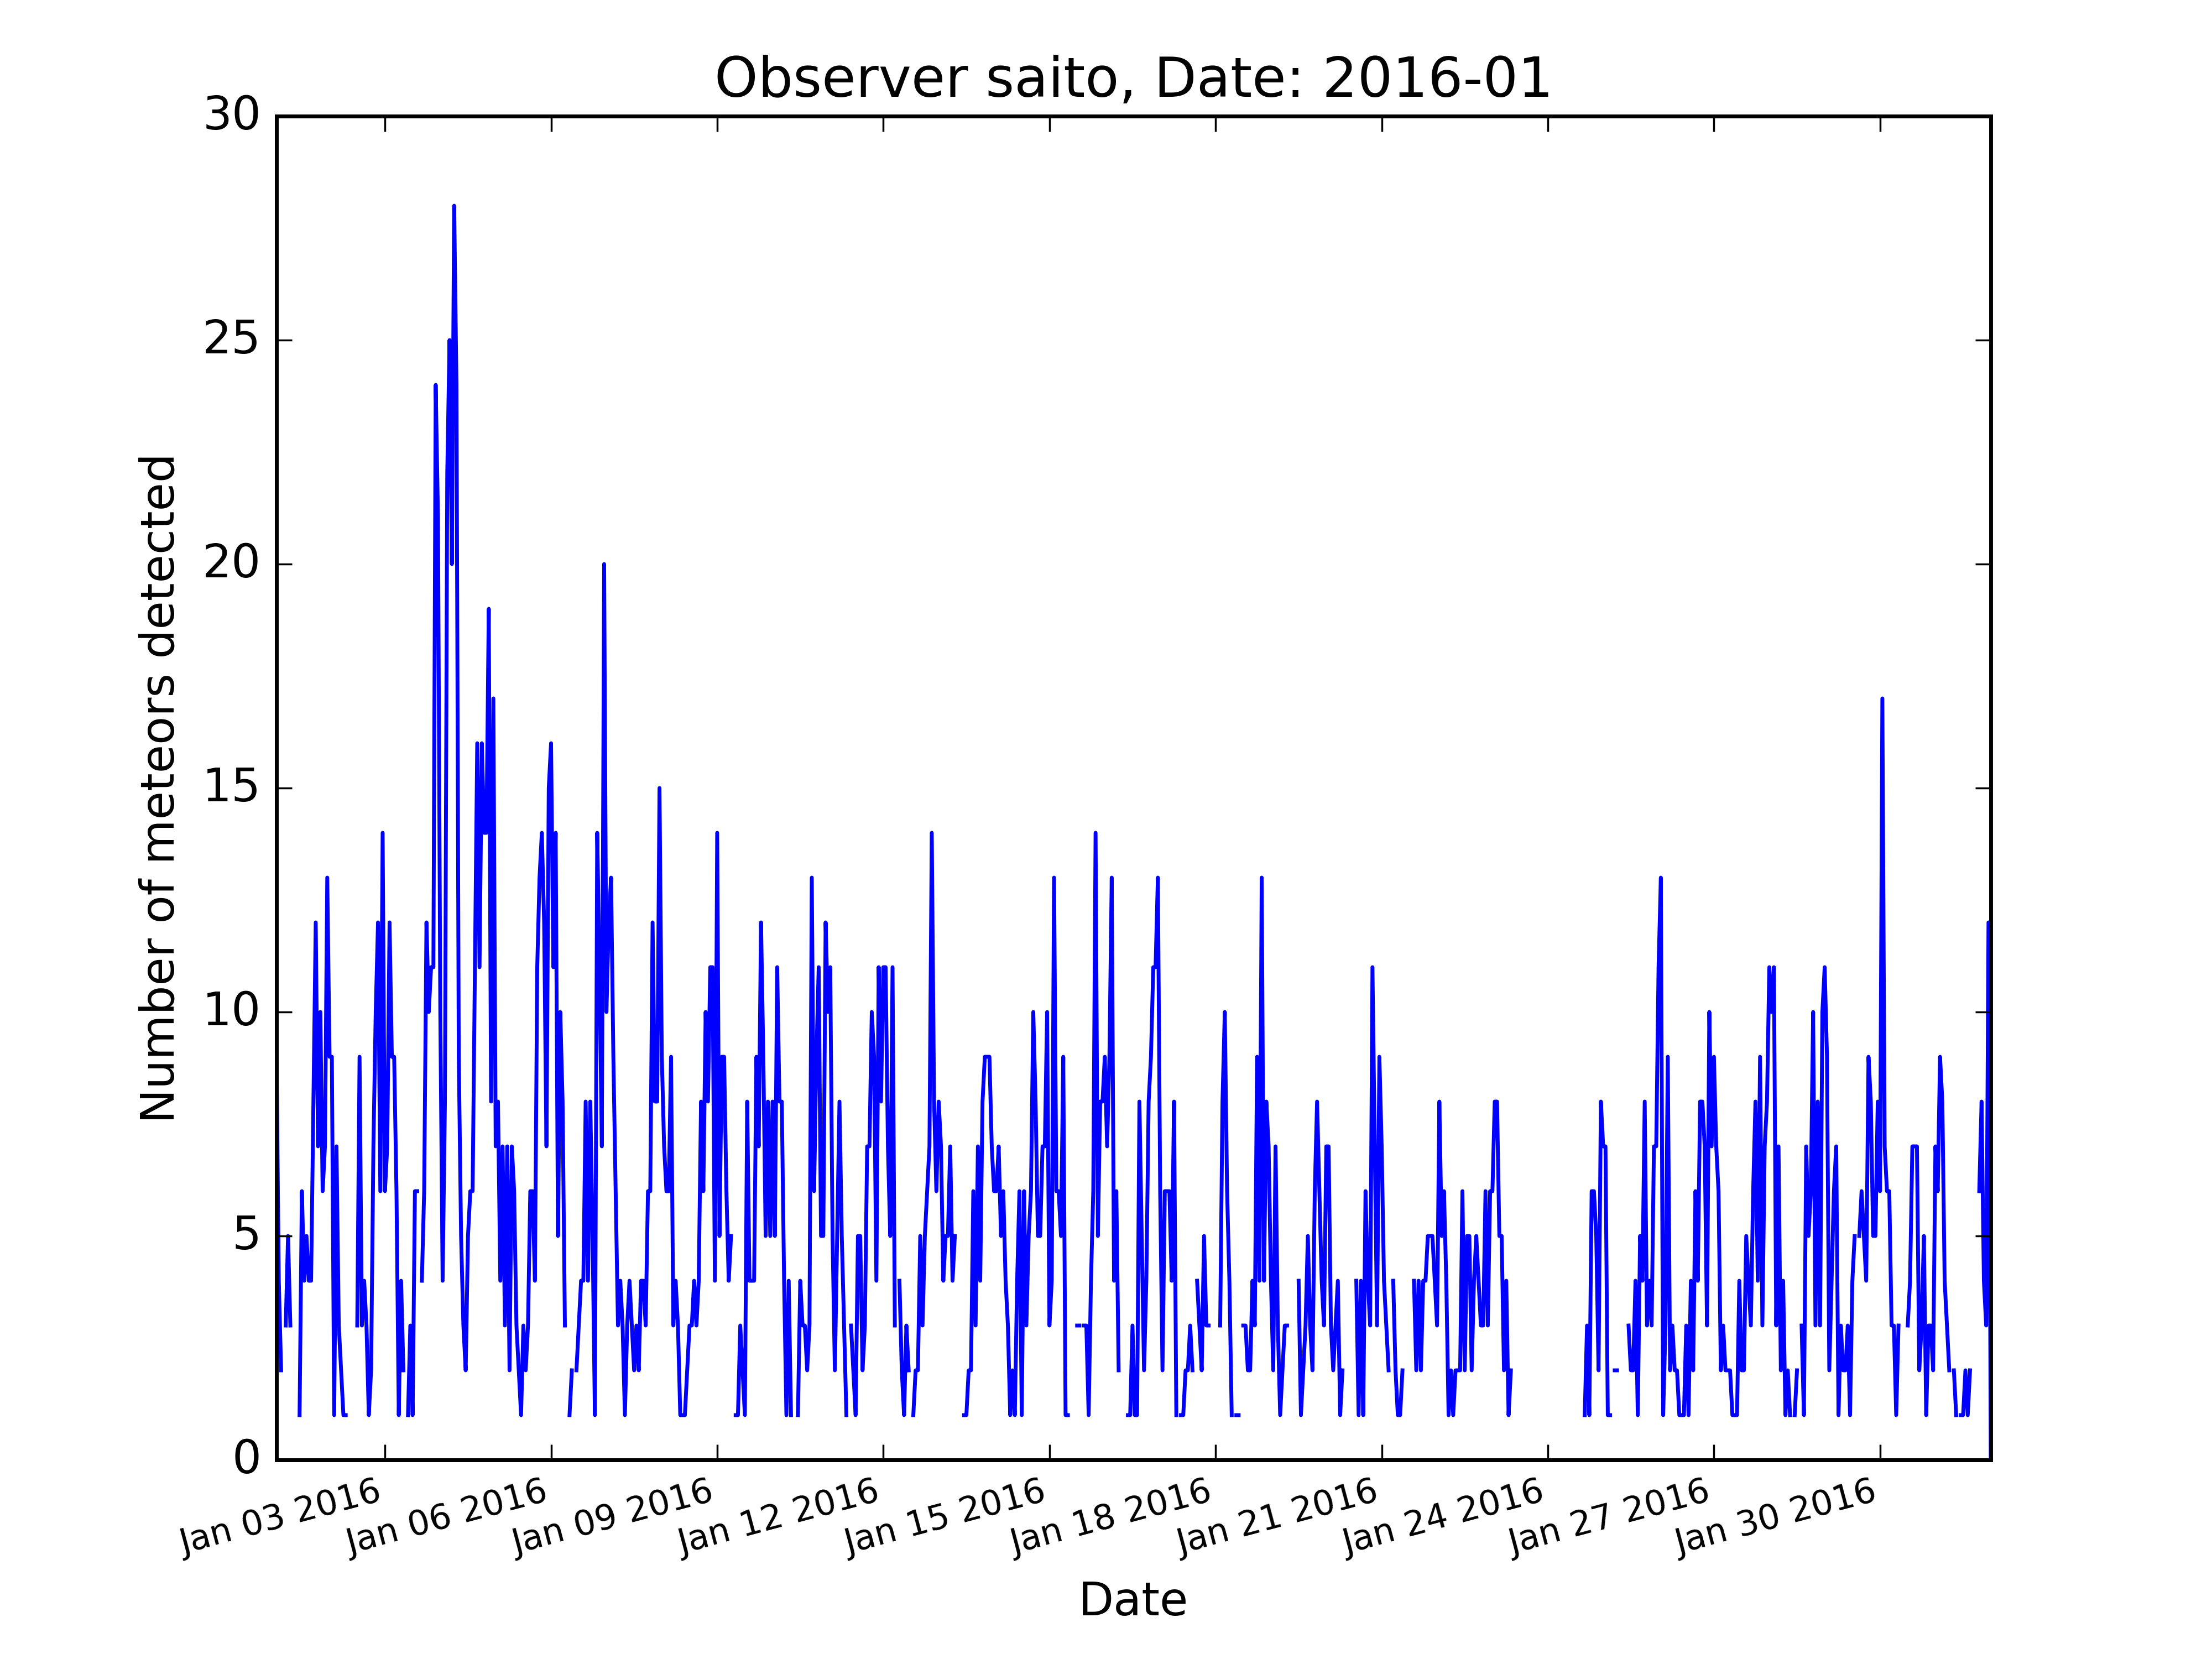 Observer saito, Date: 2016-01
30
25
20
15
10
5
0
Number of meteors detected
Jan 03 2016
Jan 06 2016
Jan 09 2016
Jan 12 2016
Jan 15 2016
Jan 18 2016
Jan 21 2016
Jan 24 2016
Jan 27 2016
Jan 30 2016
Date